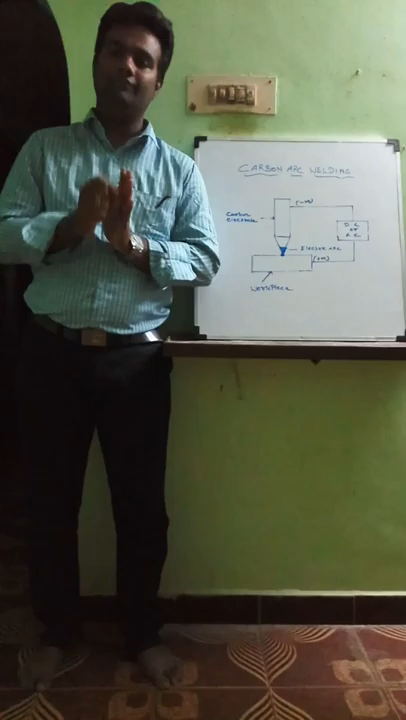 CARBON ARC WELDING
(-ve)
Carbon
electrode
D.C
or
A.C
Electric arc
(+ve)
Workpiece